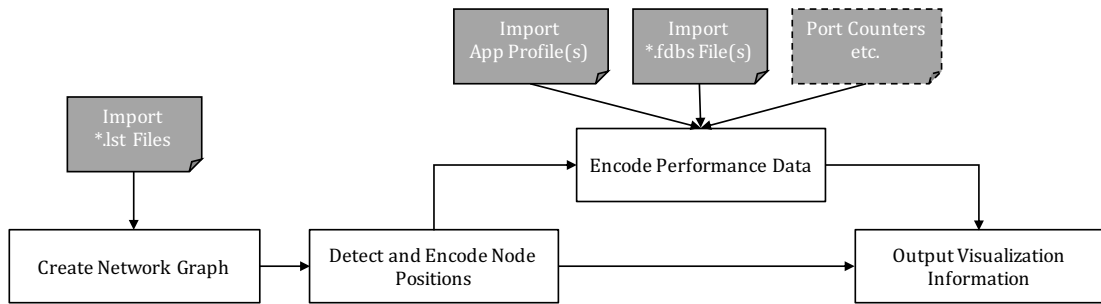 Import
App Profile(s)
Import
*.fdbs File(s)
Port Counters
etc.
Import
*.lst Files
Encode Performance Data
Create Network Graph
Detect and Encode Node
Positions
Output Visualization
Information